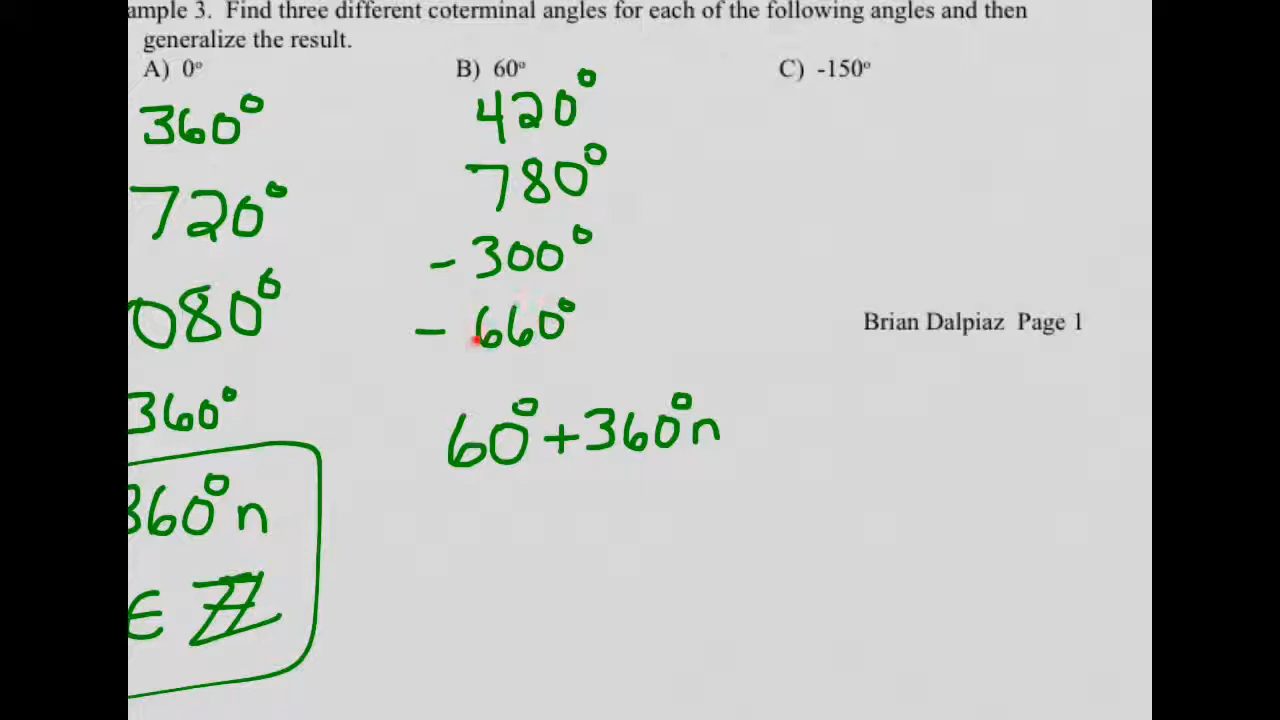 ample 3. Find three different coterminal angles for each of the following angles and then
generalize the result.
A) 0°
B) 60°
C) -150°
360°
720°
080°
360°
360°n
∈ ℤ
420°
780°
-300°
-660°
60°+360°n
Brian Dalpiaz Page 1